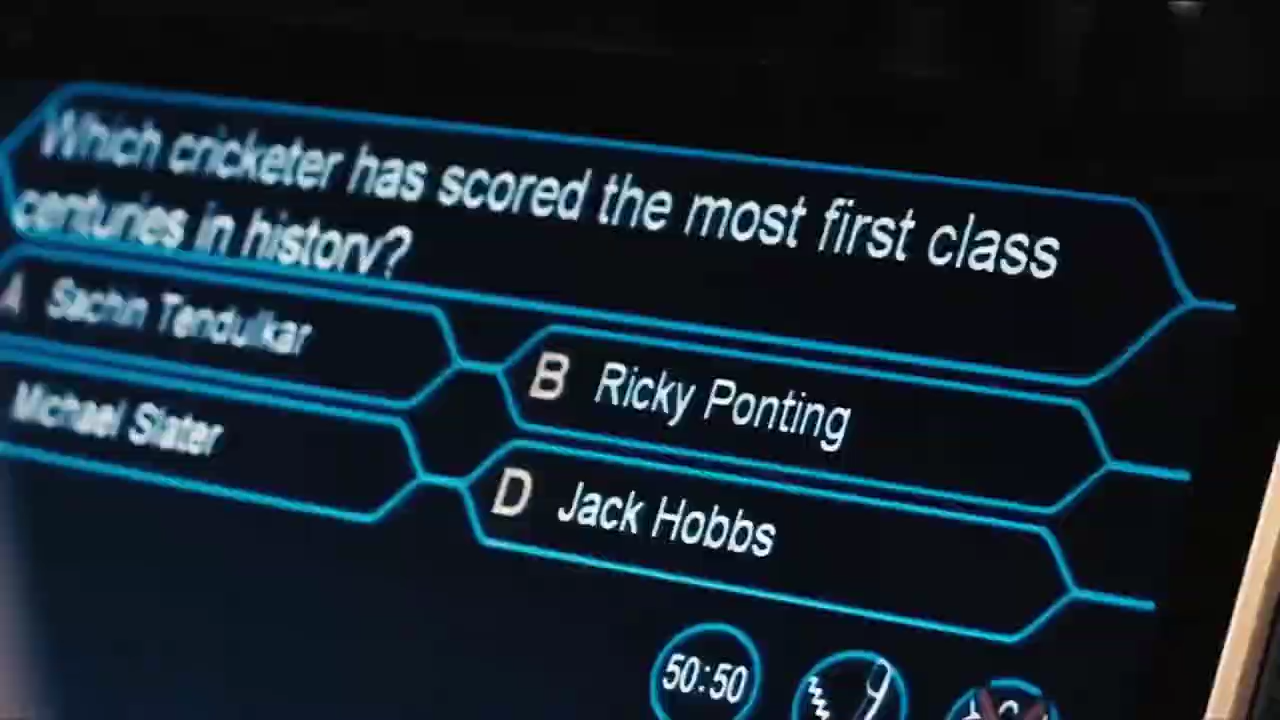 Which cricketer has scored the most first class
centuries in history?
A Sachin Tendulkar
B Ricky Ponting
Michael Slater
D Jack Hobbs
50:50